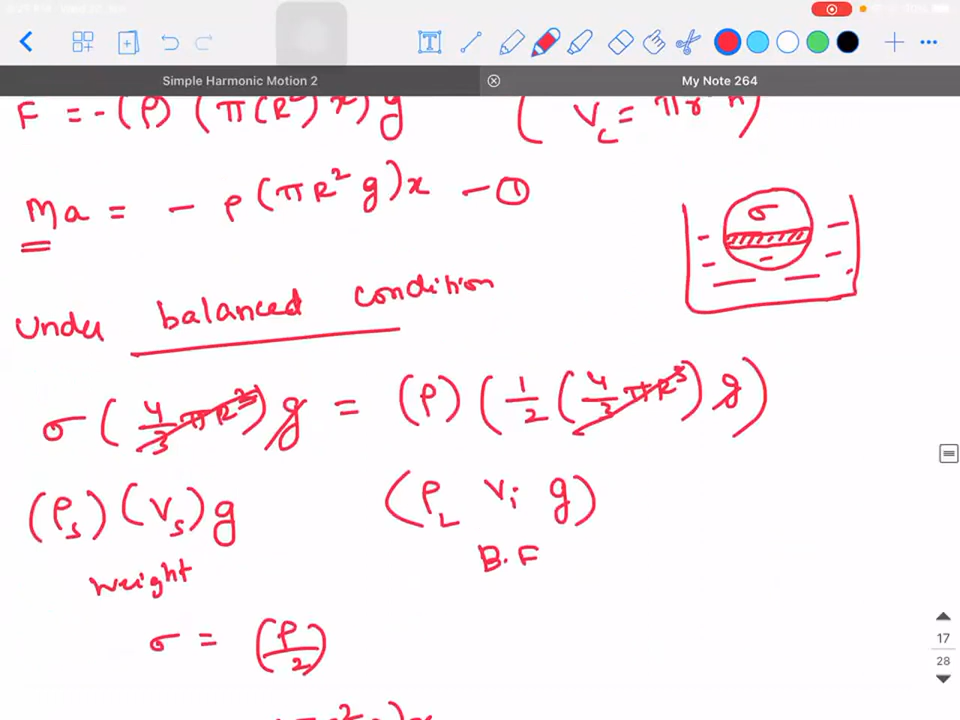 Simple Harmonic Motion 2
My Note 264
F = - (ρ) (π(R²) x) g ( V_c = πr²h )
Ma = - ρ (πR² g) x - ①
σ
Under balanced condition
σ ( 4/3 πR³ ) g = (ρ) ( 1/2 ( 4/3 πR³ ) g )
(ρ_s) (V_s) g (ρ_L V_i g)
Weight B.F
σ = (ρ/2)
17
28